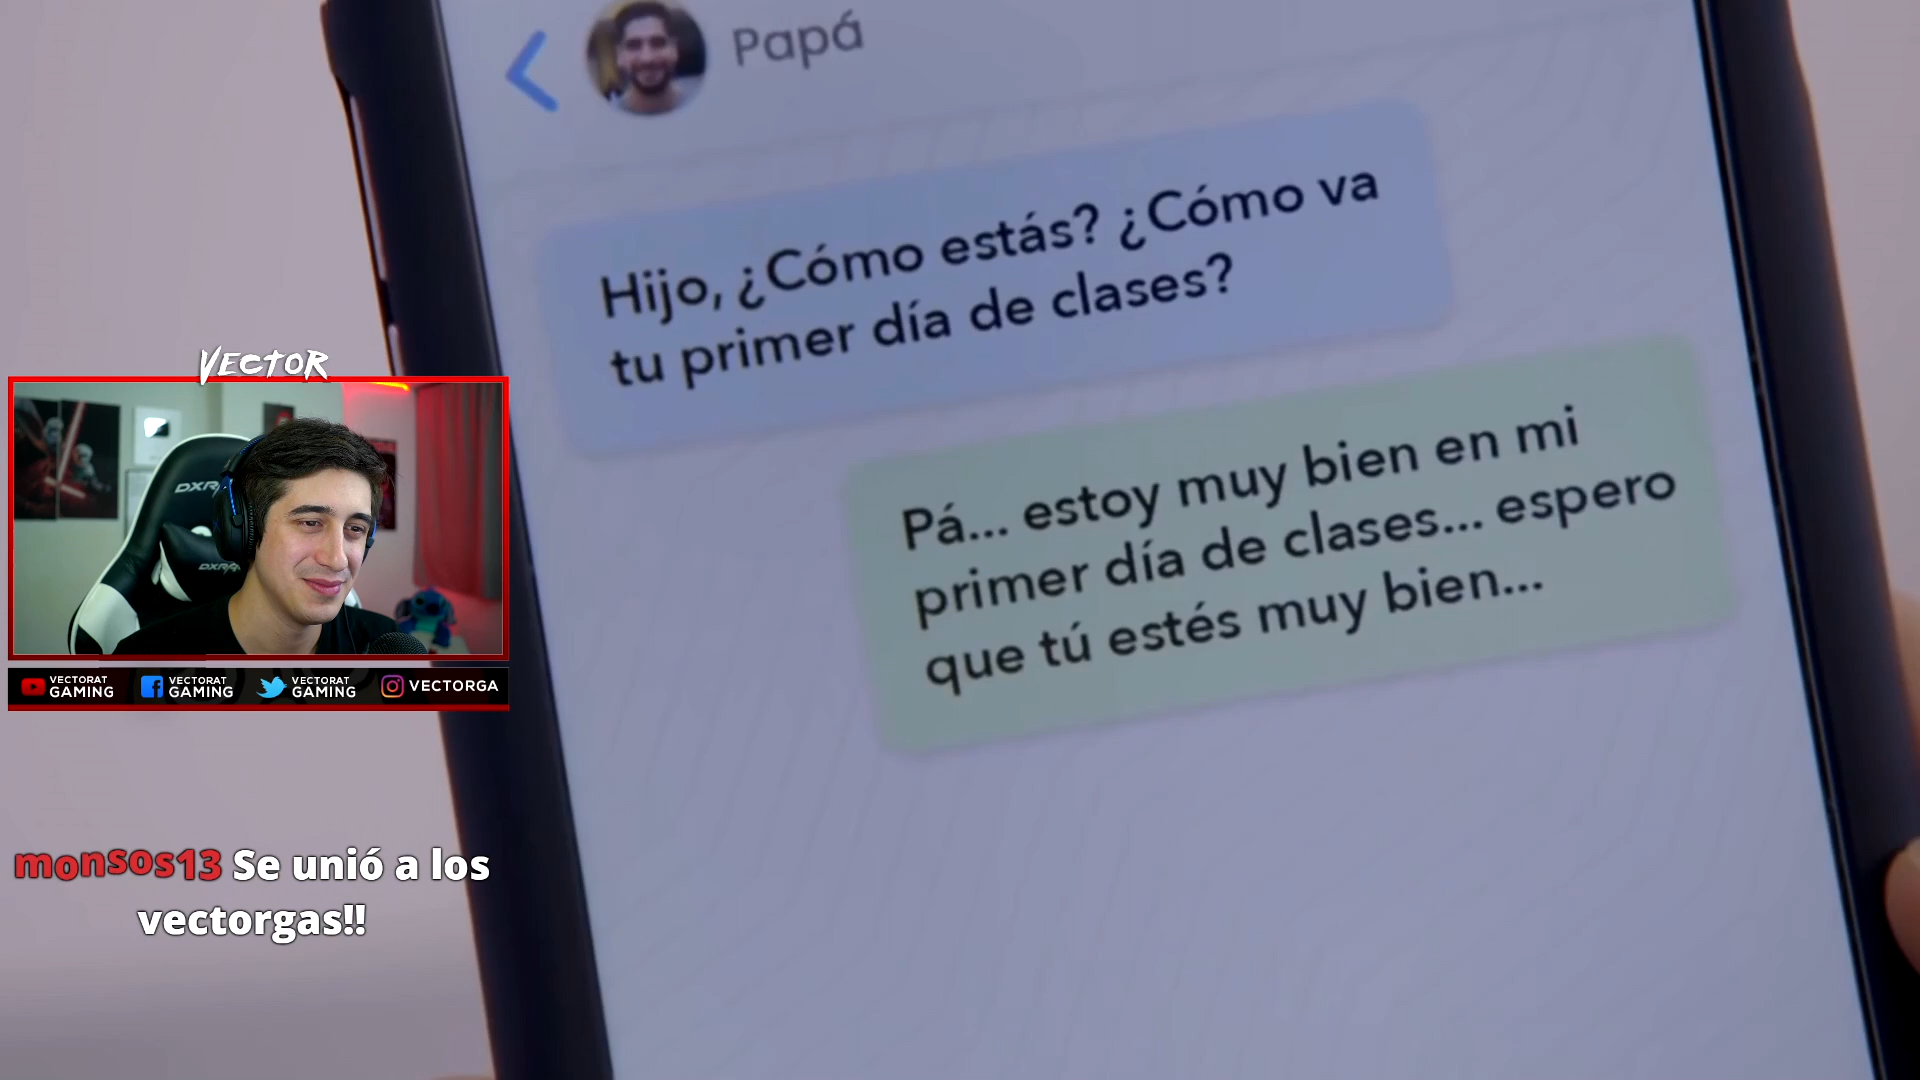 Papá
Hijo, ¿Cómo estás? ¿Cómo va
tu primer día de clases?
Pá... estoy muy bien en mi
primer día de clases... espero
que tú estés muy bien...
VECTOR
VECTORAT
GAMING
VECTORAT
GAMING
VECTORAT
GAMING
VECTORGA
monsos13 Se unió a los
vectorgas!!